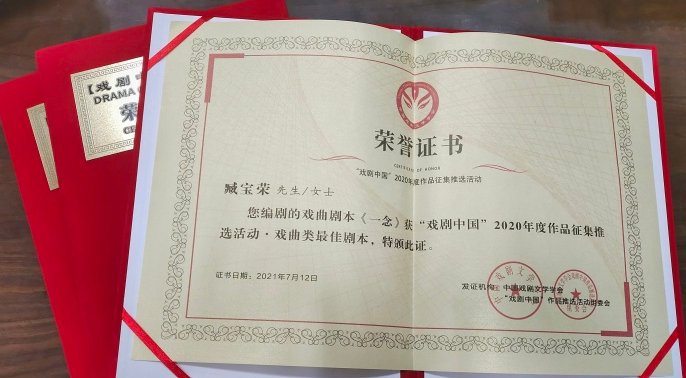 【戏剧
DRAMA
荣
荣誉证书
CERTIFICATE OF HONOR
“戏剧中国”2020年度作品征集推选活动
臧宝荣 先生/女士
您编剧的戏曲剧本《一念》获“戏剧中国”2020年度作品征集推
选活动·戏曲类最佳剧本，特颁此证。
证书日期：2021年7月12日
发证机构：中国戏剧文学学会
“戏剧中国”作品推选活动组委会